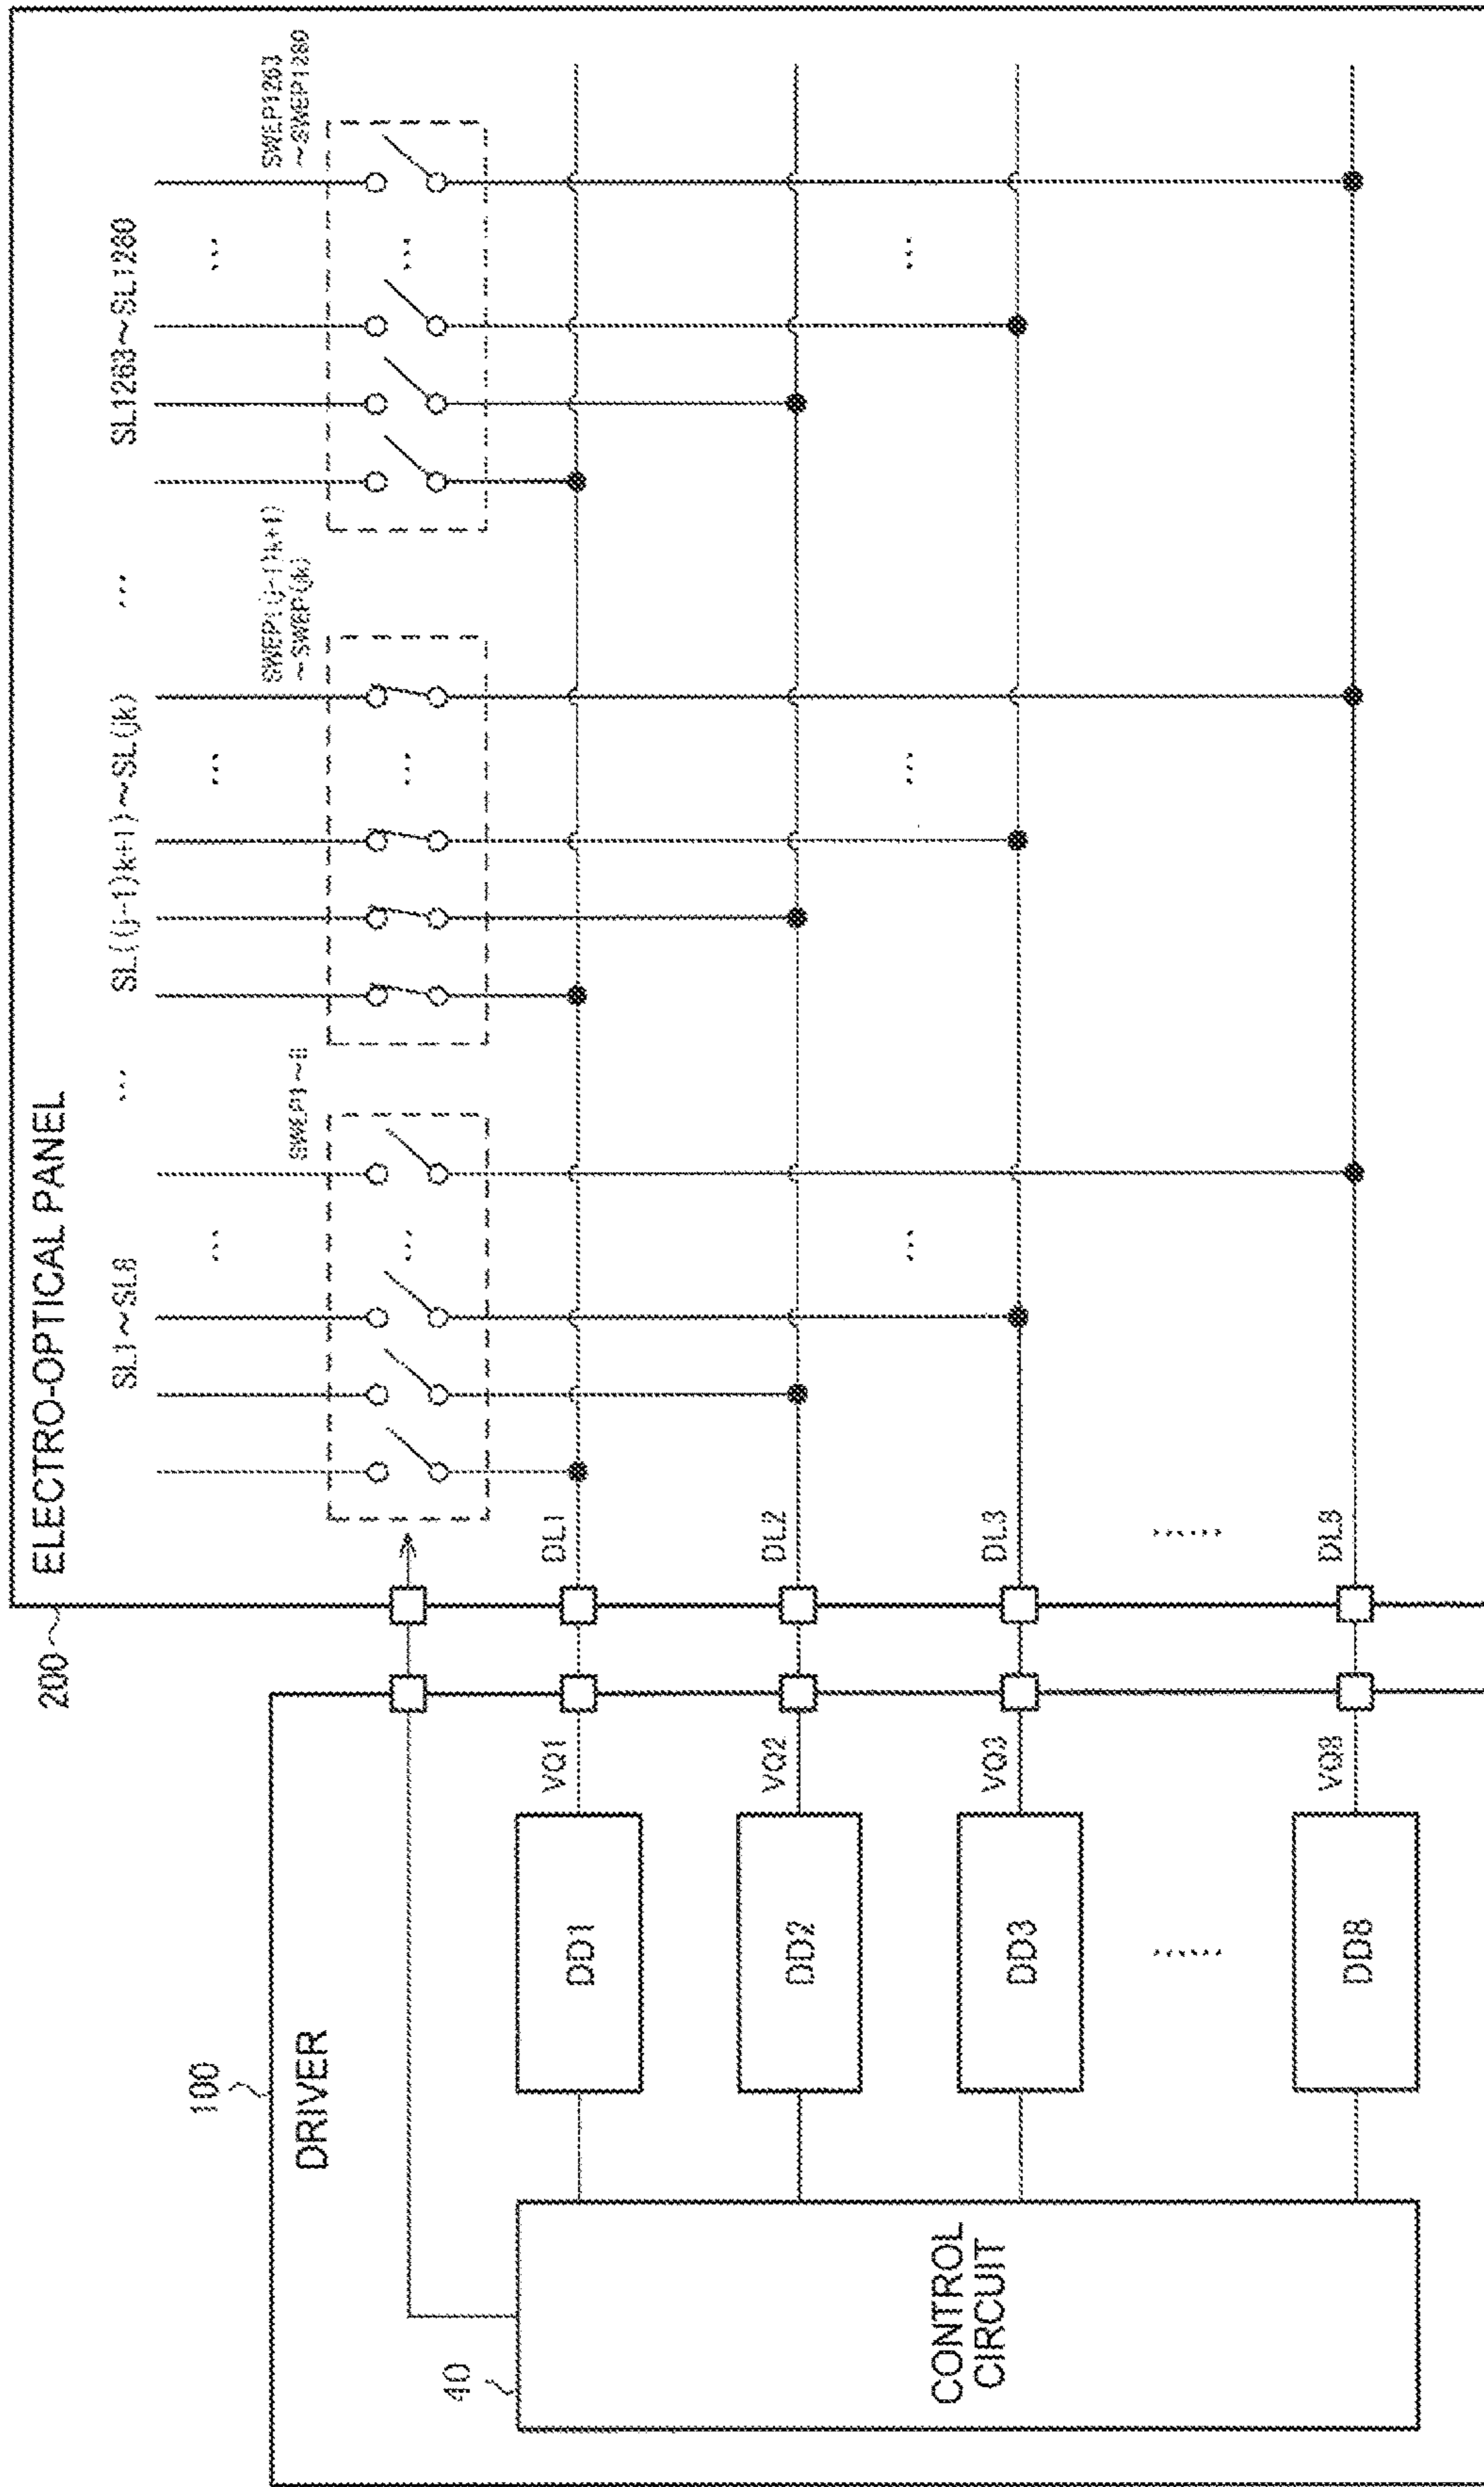 ELECTRO-OPTICAL PANEL
200
SL1~SL8
...
SL((j-1)k+1)~SL(jk)
...
SL1263~SL1280
SWEP1~8
SWEP((j-1)k+1)
~SWEP(jk)
SWEP1263
~SWEP1280
100
DRIVER
40
CONTROL
CIRCUIT
DD1
VQ1
DL1
DD2
VQ2
DL2
DD3
VQ3
DL3
DD8
VQ8
DL8